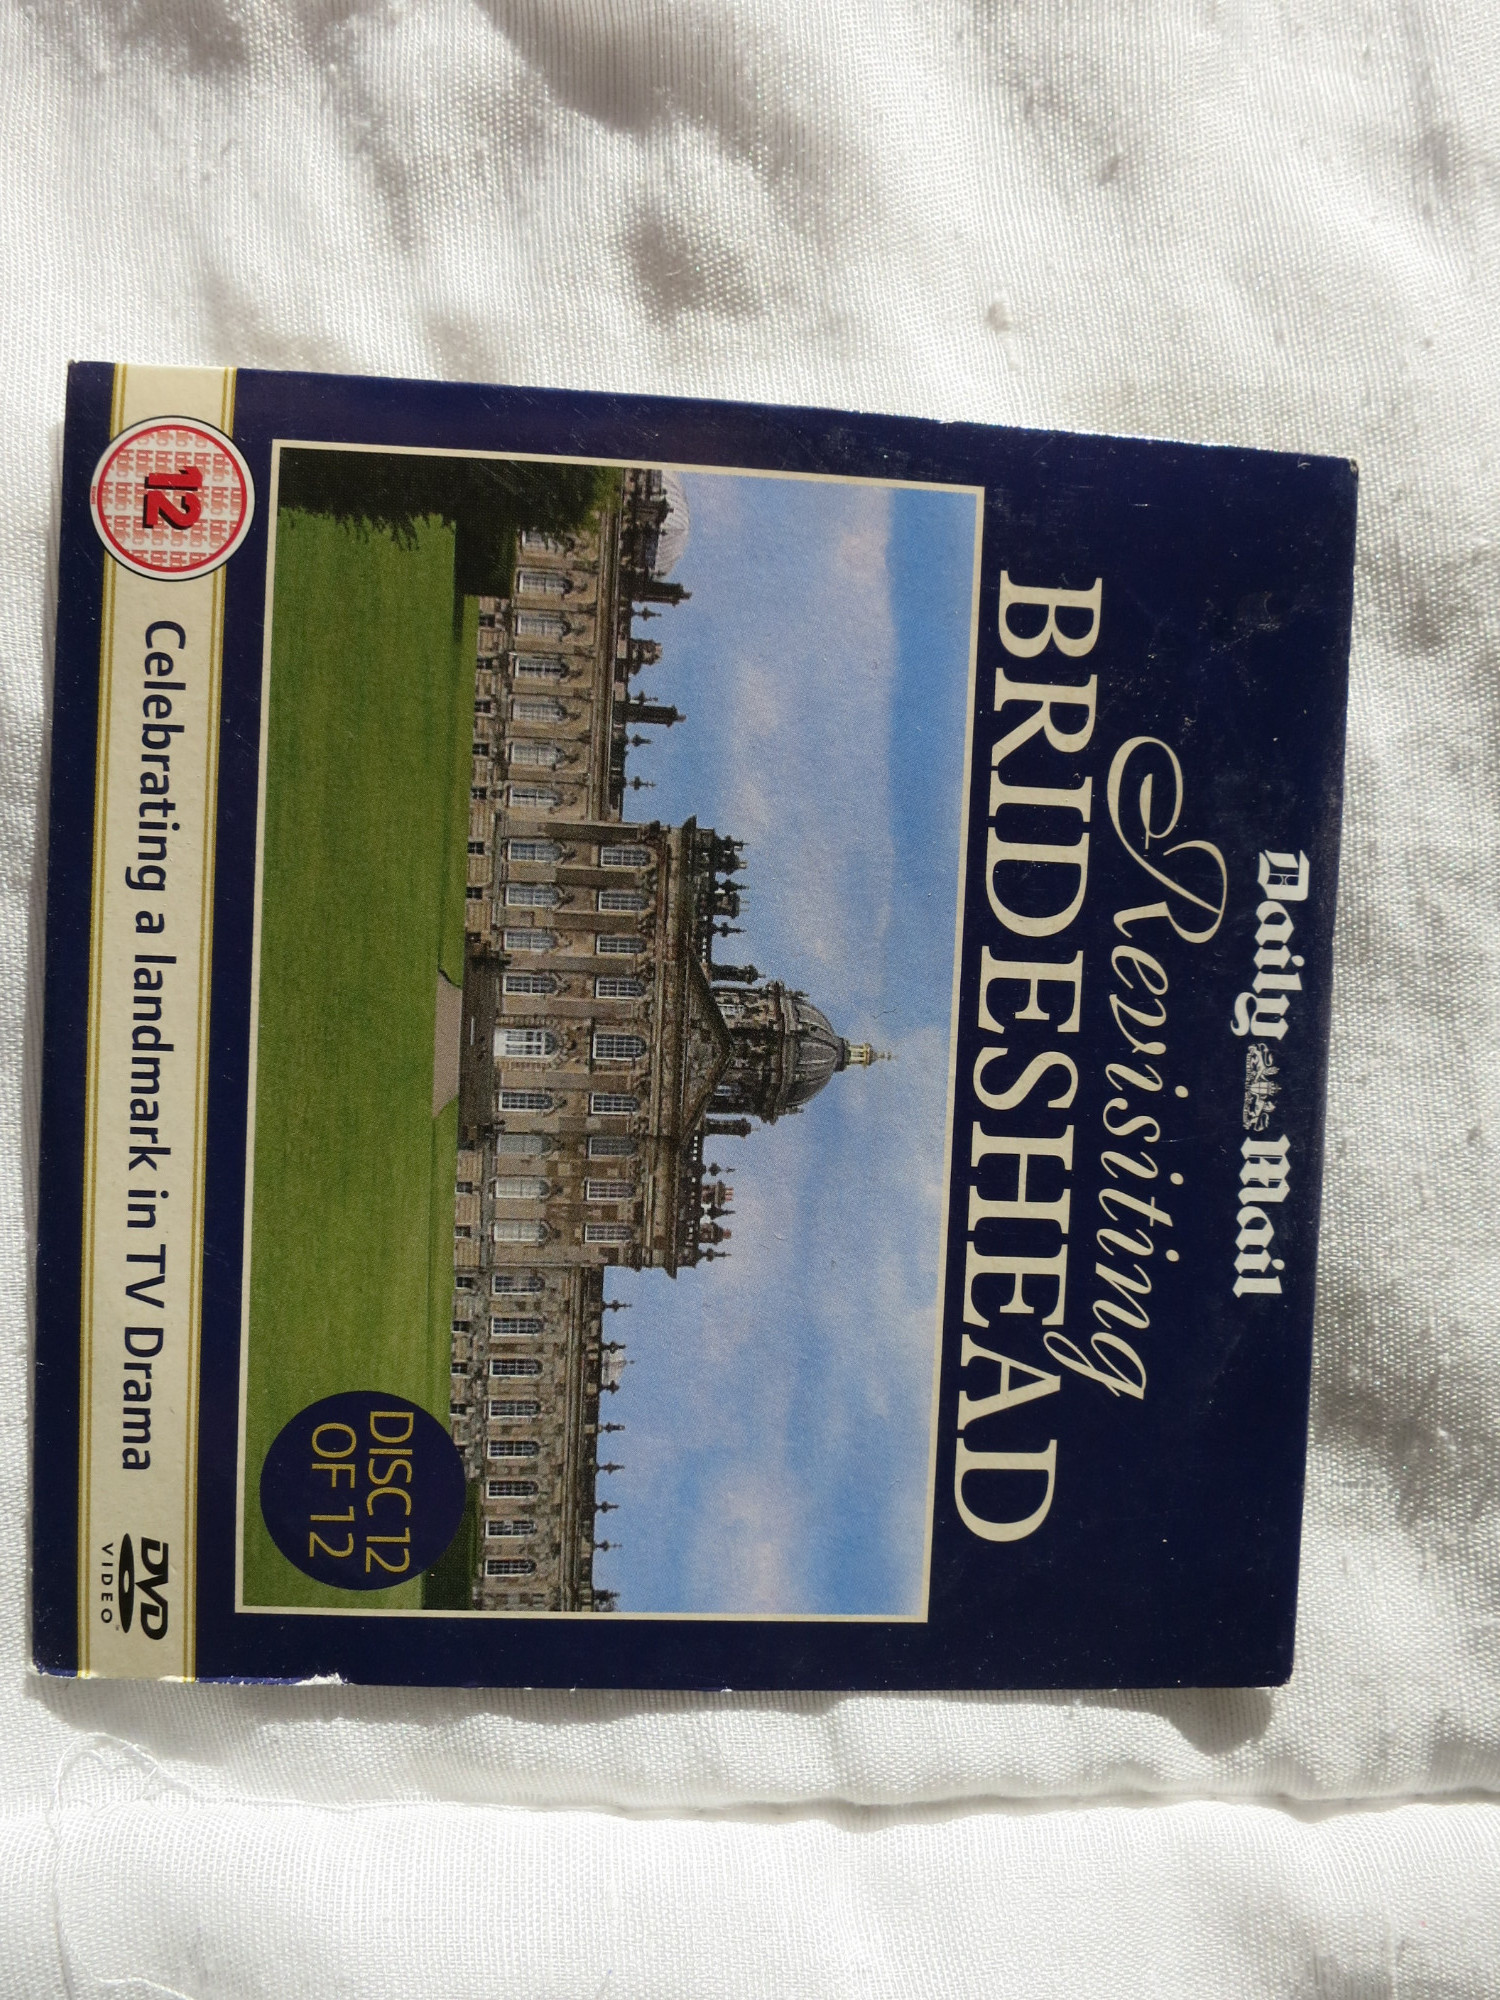 Daily Mail
Revisiting
BRIDESHEAD
DISC 12
OF 12
12
Celebrating a landmark in TV Drama
DVD
VIDEO